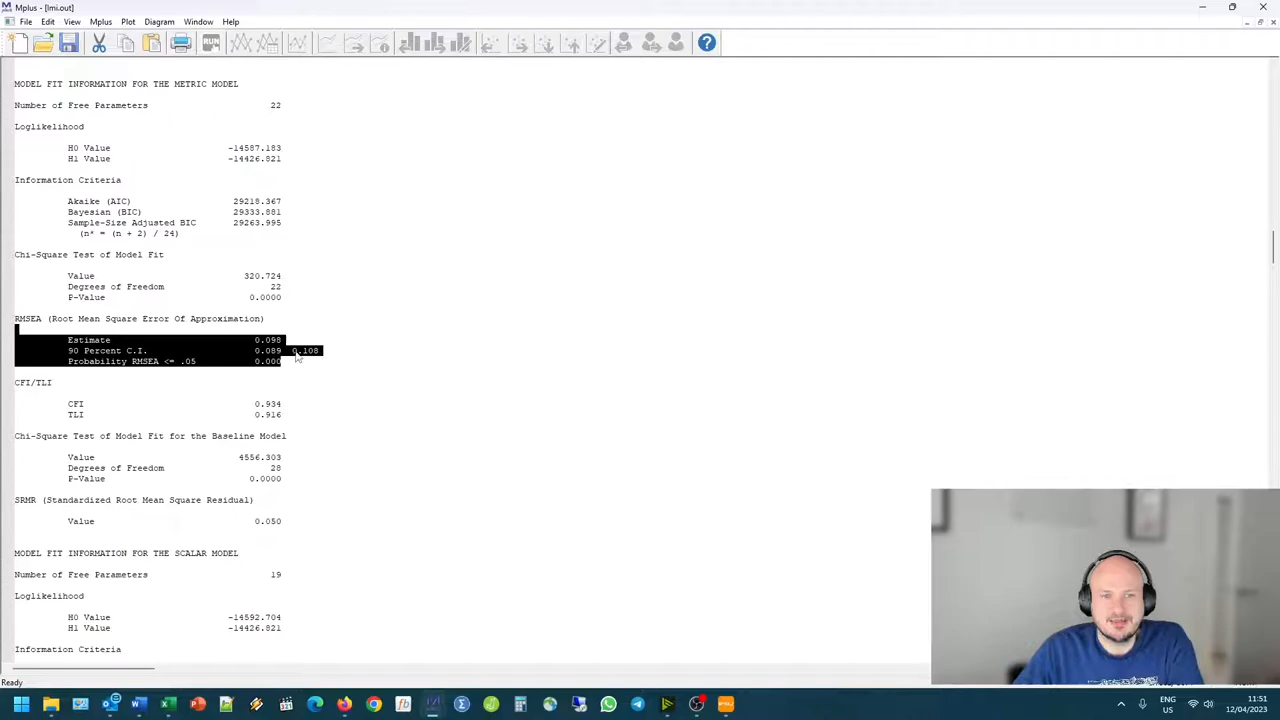 Mplus - [lmi.out]
File Edit View Mplus Plot Diagram Window Help
RUN
MODEL FIT INFORMATION FOR THE METRIC MODEL
Number of Free Parameters 22
Loglikelihood
H0 Value -14587.183
H1 Value -14426.821
Information Criteria
Akaike (AIC) 29218.367
Bayesian (BIC) 29333.881
Sample-Size Adjusted BIC 29263.995
(n* = (n + 2) / 24)
Chi-Square Test of Model Fit
Value 320.724
Degrees of Freedom 22
P-Value 0.0000
RMSEA (Root Mean Square Error Of Approximation)
Estimate 0.098
90 Percent C.I. 0.089 0.108
Probability RMSEA <= .05 0.000
CFI/TLI
CFI 0.934
TLI 0.916
Chi-Square Test of Model Fit for the Baseline Model
Value 4556.303
Degrees of Freedom 28
P-Value 0.0000
SRMR (Standardized Root Mean Square Residual)
Value 0.050
MODEL FIT INFORMATION FOR THE SCALAR MODEL
Number of Free Parameters 19
Loglikelihood
H0 Value -14592.704
H1 Value -14426.821
Information Criteria
Ready
ENG
US
11:51
12/04/2023